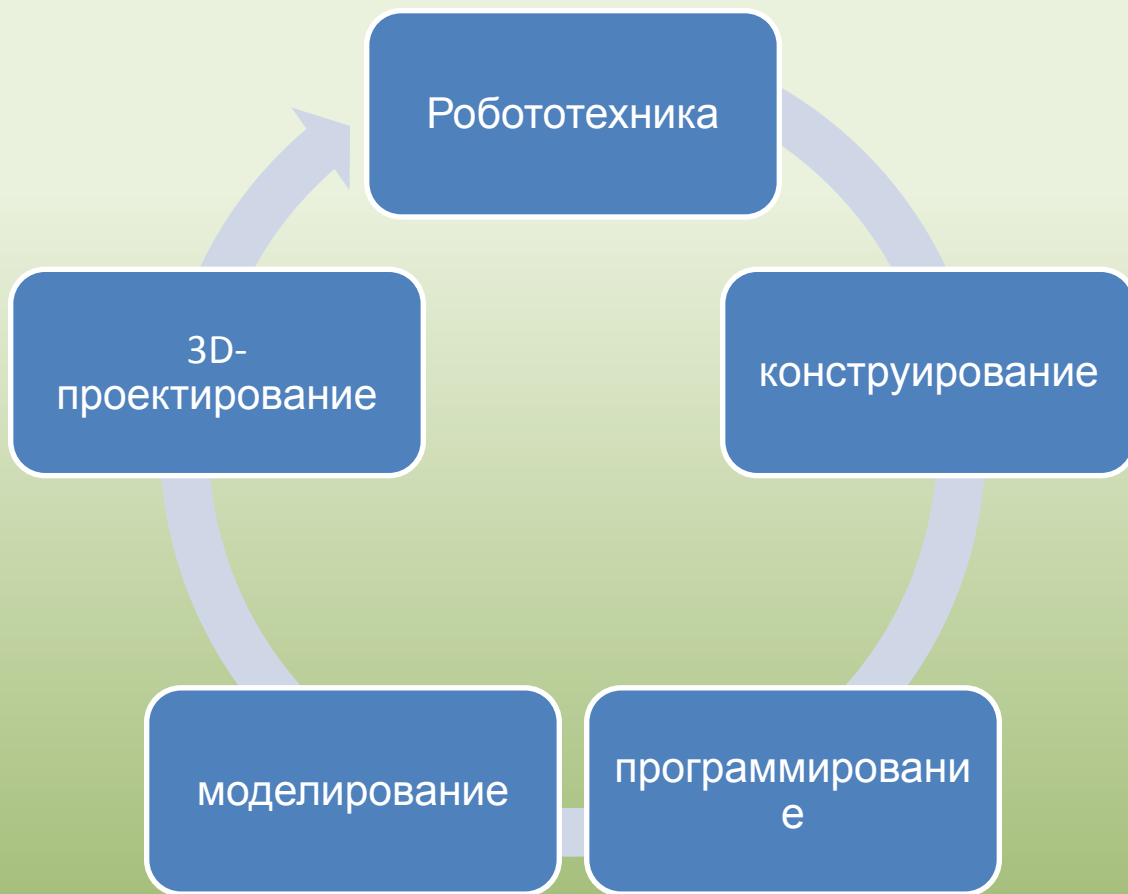 Робототехника
конструирование
программировани
е
моделирование
3D-
проектирование